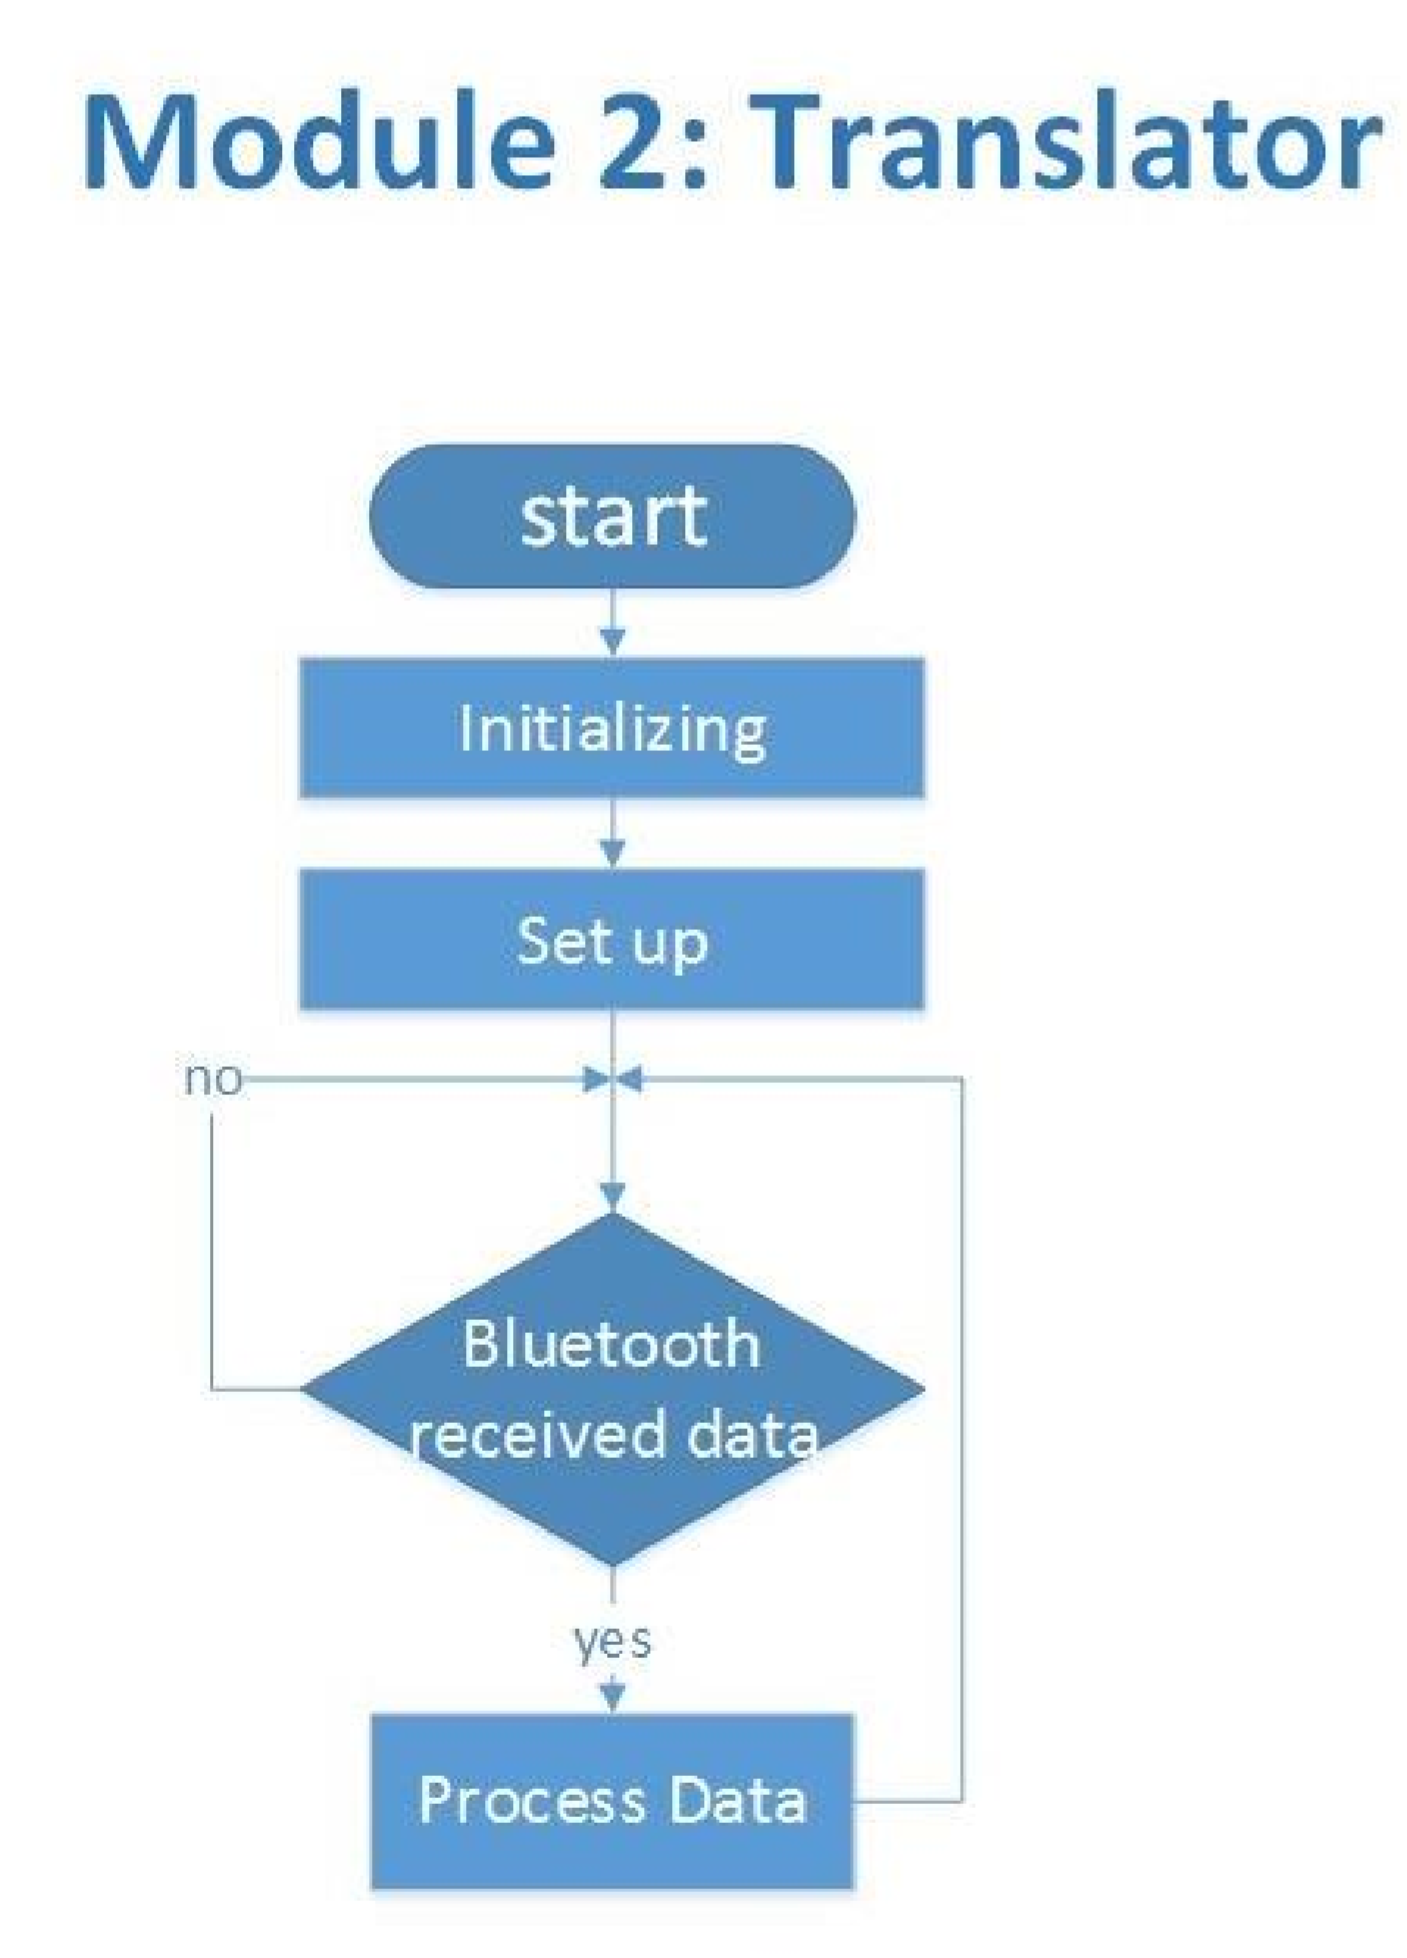 Module 2: Translator
start
Initializing
Set up
no
Bluetooth
received data
yes
Process Data